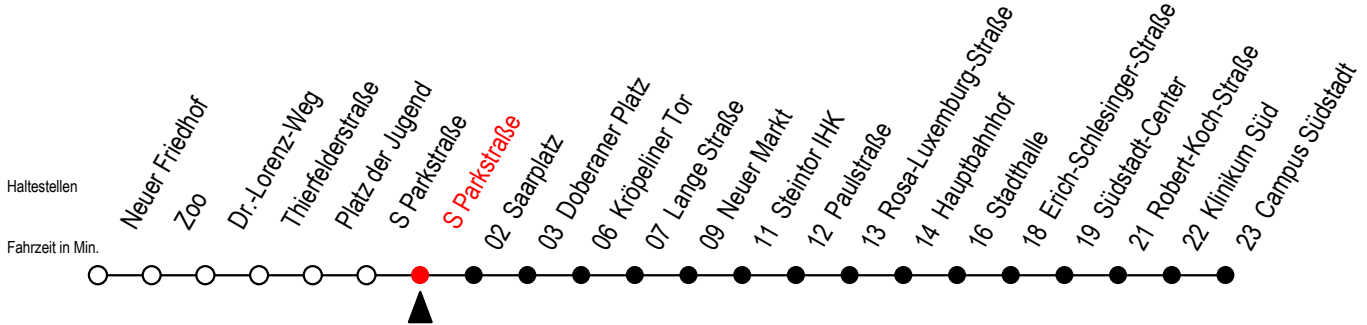 Haltestellen
Fahrzeit in Min.
Neuer Friedhof
Zoo
Dr.-Lorenz-Weg
Thierfelderstraße
Platz der Jugend
S Parkstraße
S Parkstraße
02 Saarplatz
03 Doberaner Platz
06 Kröpeliner Tor
07 Lange Straße
09 Neuer Markt
11 Steintor IHK
12 Paulstraße
13 Rosa-Luxemburg-Straße
14 Hauptbahnhof
16 Stadthalle
18 Erich-Schlesinger-Straße
19 Südstadt-Center
21 Robert-Koch-Straße
22 Klinikum Süd
23 Campus Südstadt